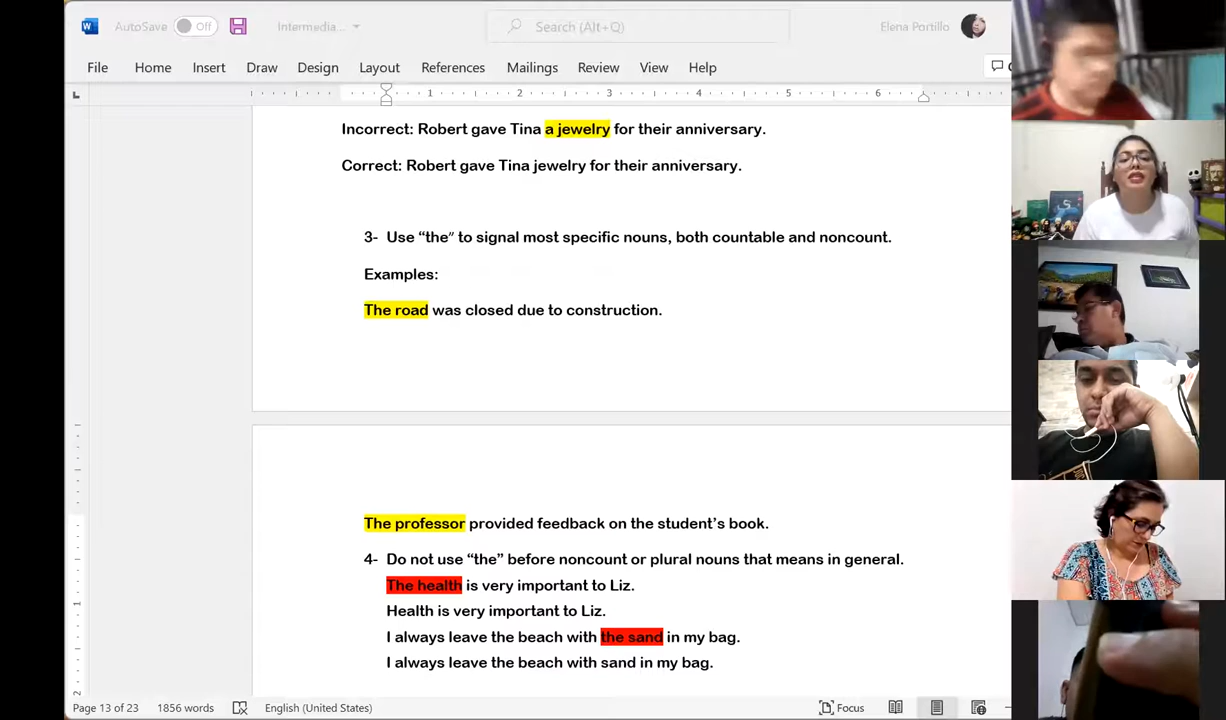 AutoSave Off Intermedia... Search (Alt+Q) Elena Portillo
File Home Insert Draw Design Layout References Mailings Review View Help
1 2 3 4 5 6
Incorrect: Robert gave Tina a jewelry for their anniversary.
Correct: Robert gave Tina jewelry for their anniversary.
3- Use “the” to signal most specific nouns, both countable and noncount.
Examples:
The road was closed due to construction.
The professor provided feedback on the student’s book.
4- Do not use “the” before noncount or plural nouns that means in general.
The health is very important to Liz.
Health is very important to Liz.
I always leave the beach with the sand in my bag.
I always leave the beach with sand in my bag.
Page 13 of 23 1856 words English (United States) Focus